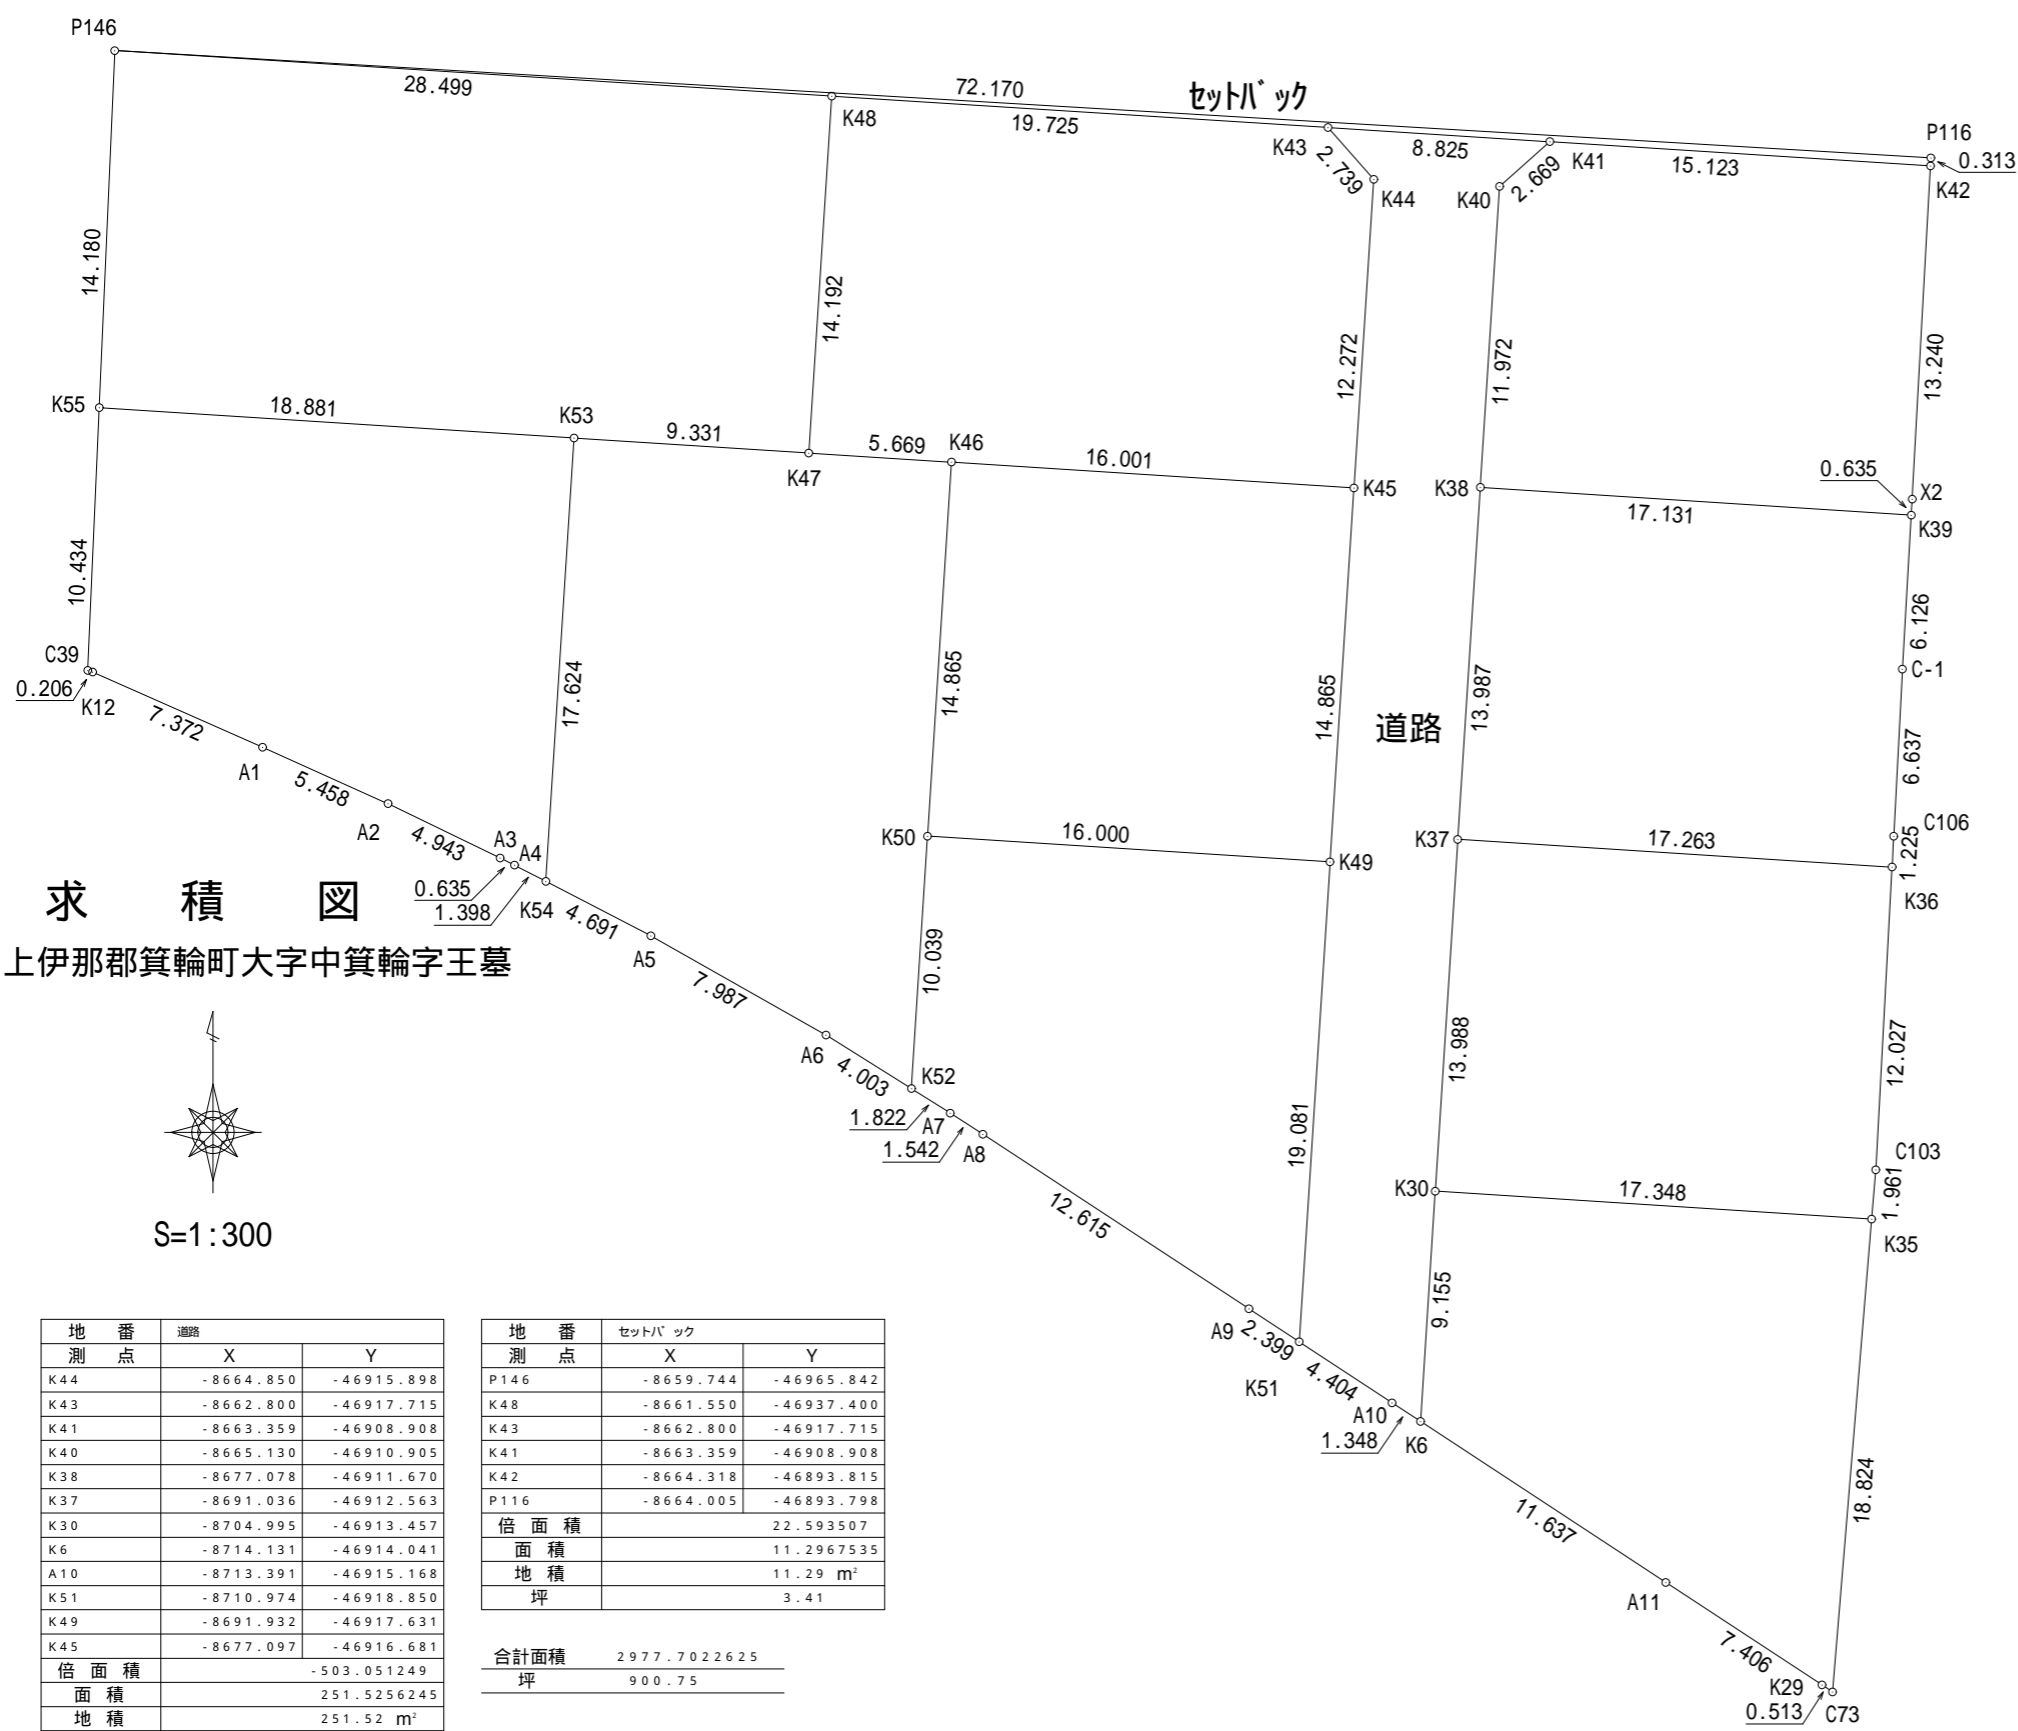 P146
28.499
72.170
セットバック
K48
19.725
K43
2.739
8.825
K41
P116
0.313
15.123
K42
K44
K40
2.669
14.180
14.192
12.272
11.972
13.240
K55
18.881
K53
9.331
K47
5.669
K46
16.001
K45
K38
17.131
0.635
X2
K39
10.434
17.624
14.865
14.865
道路
13.987
6.126
C-1
6.637
C39
0.206
K12
7.372
A1
5.458
A2
4.943
A3
A4
0.635
1.398
K54
K50
16.000
K49
K37
17.263
C106
1.225
K36
求積図
上伊那郡箕輪町大字中箕輪字王墓
4.691
A5
7.987
A6
4.003
10.039
K52
1.822
A7
1.542
A8
19.081
13.988
12.027
C103
1.961
K30
17.348
K35
S=1:300
12.615
A9
2.399
K51
4.404
A10
1.348
K6
9.155
11.637
18.824
A11
7.406
K29
0.513
C73
地番 道路
測点 X Y
K44 -8664.850 -46915.898
K43 -8662.800 -46917.715
K41 -8663.359 -46908.908
K40 -8665.130 -46910.905
K38 -8677.078 -46911.670
K37 -8691.036 -46912.563
K30 -8704.995 -46913.457
K6 -8714.131 -46914.041
A10 -8713.391 -46915.168
K51 -8710.974 -46918.850
K49 -8691.932 -46917.631
K45 -8677.097 -46916.681
倍面積 -503.051249
面積 251.5256245
地積 251.52 m²
地番 セットバック
測点 X Y
P146 -8659.744 -46965.842
K48 -8661.550 -46937.400
K43 -8662.800 -46917.715
K41 -8663.359 -46908.908
K42 -8664.318 -46893.815
P116 -8664.005 -46893.798
倍面積 22.593507
面積 11.2967535
地積 11.29 m²
坪 3.41
合計面積 2977.7022625
坪 900.75